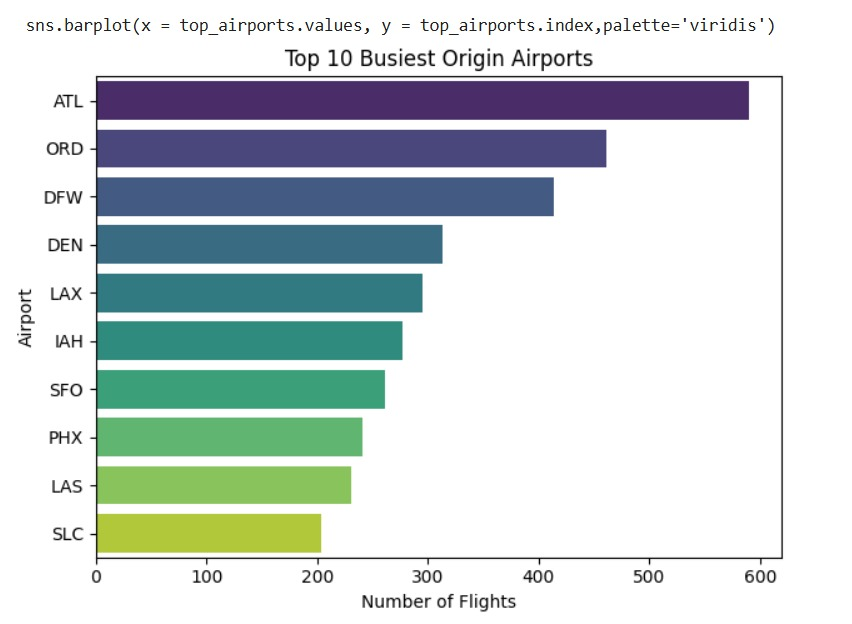 sns.barplot(x = top_airports.values, y = top_airports.index,palette='viridis')
Top 10 Busiest Origin Airports
ATL
ORD
DFW
DEN
LAX
IAH
SFO
PHX
LAS
SLC
Airport
0 100 200 300 400 500 600
Number of Flights